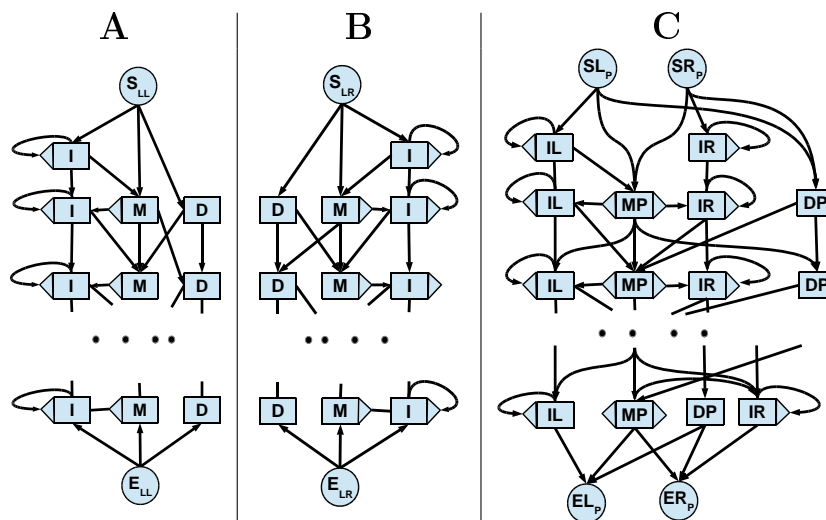 A B C
S_LL S_LR SL_P SR_P
I I IL IR
I M D D M I IL MP IR DP
I M D D M I IL MP IR DP
I M D D M I IL MP DP IR
E_LL E_LR EL_P ER_P